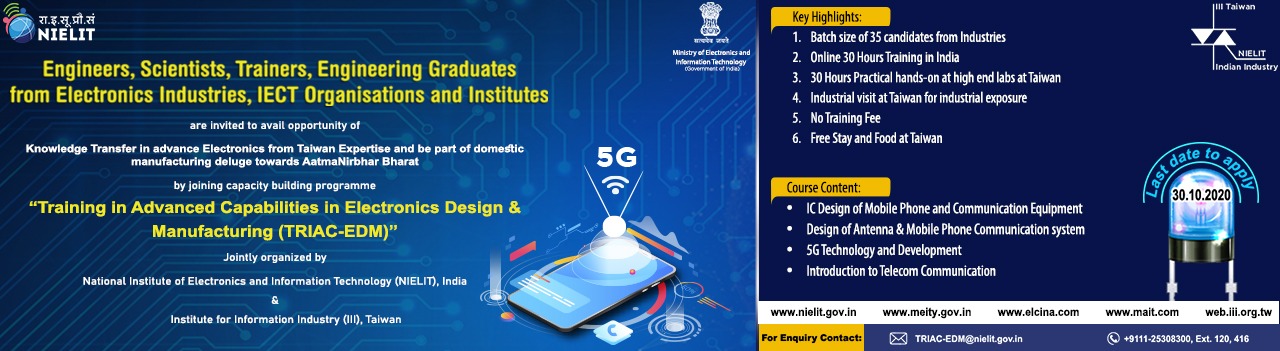 रा.इ.सू.प्रौ.सं
NIELIT
सत्यमेव जयते
Ministry of Electronics and
Information Technology
(Government of India)
Engineers, Scientists, Trainers, Engineering Graduates
from Electronics Industries, IECT Organisations and Institutes
are invited to avail opportunity of
Knowledge Transfer in advance Electronics from Taiwan Expertise and be part of domestic
manufacturing deluge towards AatmaNirbhar Bharat
by joining capacity building programme
“Training in Advanced Capabilities in Electronics Design &
Manufacturing (TRIAC-EDM)”
Jointly organized by
National Institute of Electronics and Information Technology (NIELIT), India
&
Institute for Information Industry (III), Taiwan
5G
Key Highlights:
1. Batch size of 35 candidates from Industries
2. Online 30 Hours Training in India
3. 30 Hours Practical hands-on at high end labs at Taiwan
4. Industrial visit at Taiwan for industrial exposure
5. No Training Fee
6. Free Stay and Food at Taiwan
III Taiwan
NIELIT
Indian Industry
Course Content:
• IC Design of Mobile Phone and Communication Equipment
• Design of Antenna & Mobile Phone Communication system
• 5G Technology and Development
• Introduction to Telecom Communication
Last date to apply
30.10.2020
www.nielit.gov.in www.meity.gov.in www.elcina.com www.mait.com web.iii.org.tw
For Enquiry Contact: TRIAC-EDM@nielit.gov.in +9111-25308300, Ext. 120, 416